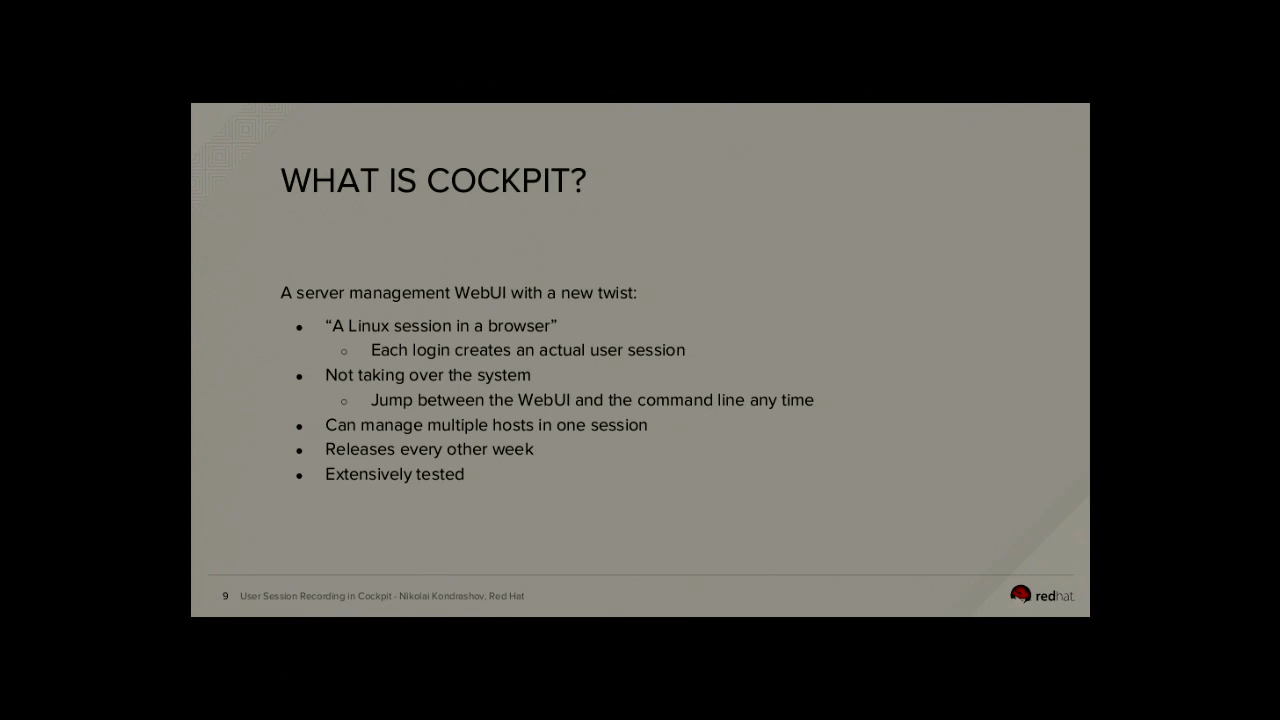 WHAT IS COCKPIT?
A server management WebUI with a new twist:
● “A Linux session in a browser”
○ Each login creates an actual user session
● Not taking over the system
○ Jump between the WebUI and the command line any time
● Can manage multiple hosts in one session
● Releases every other week
● Extensively tested
9 User Session Recording in Cockpit - Nikolai Kondrashov, Red Hat
redhat